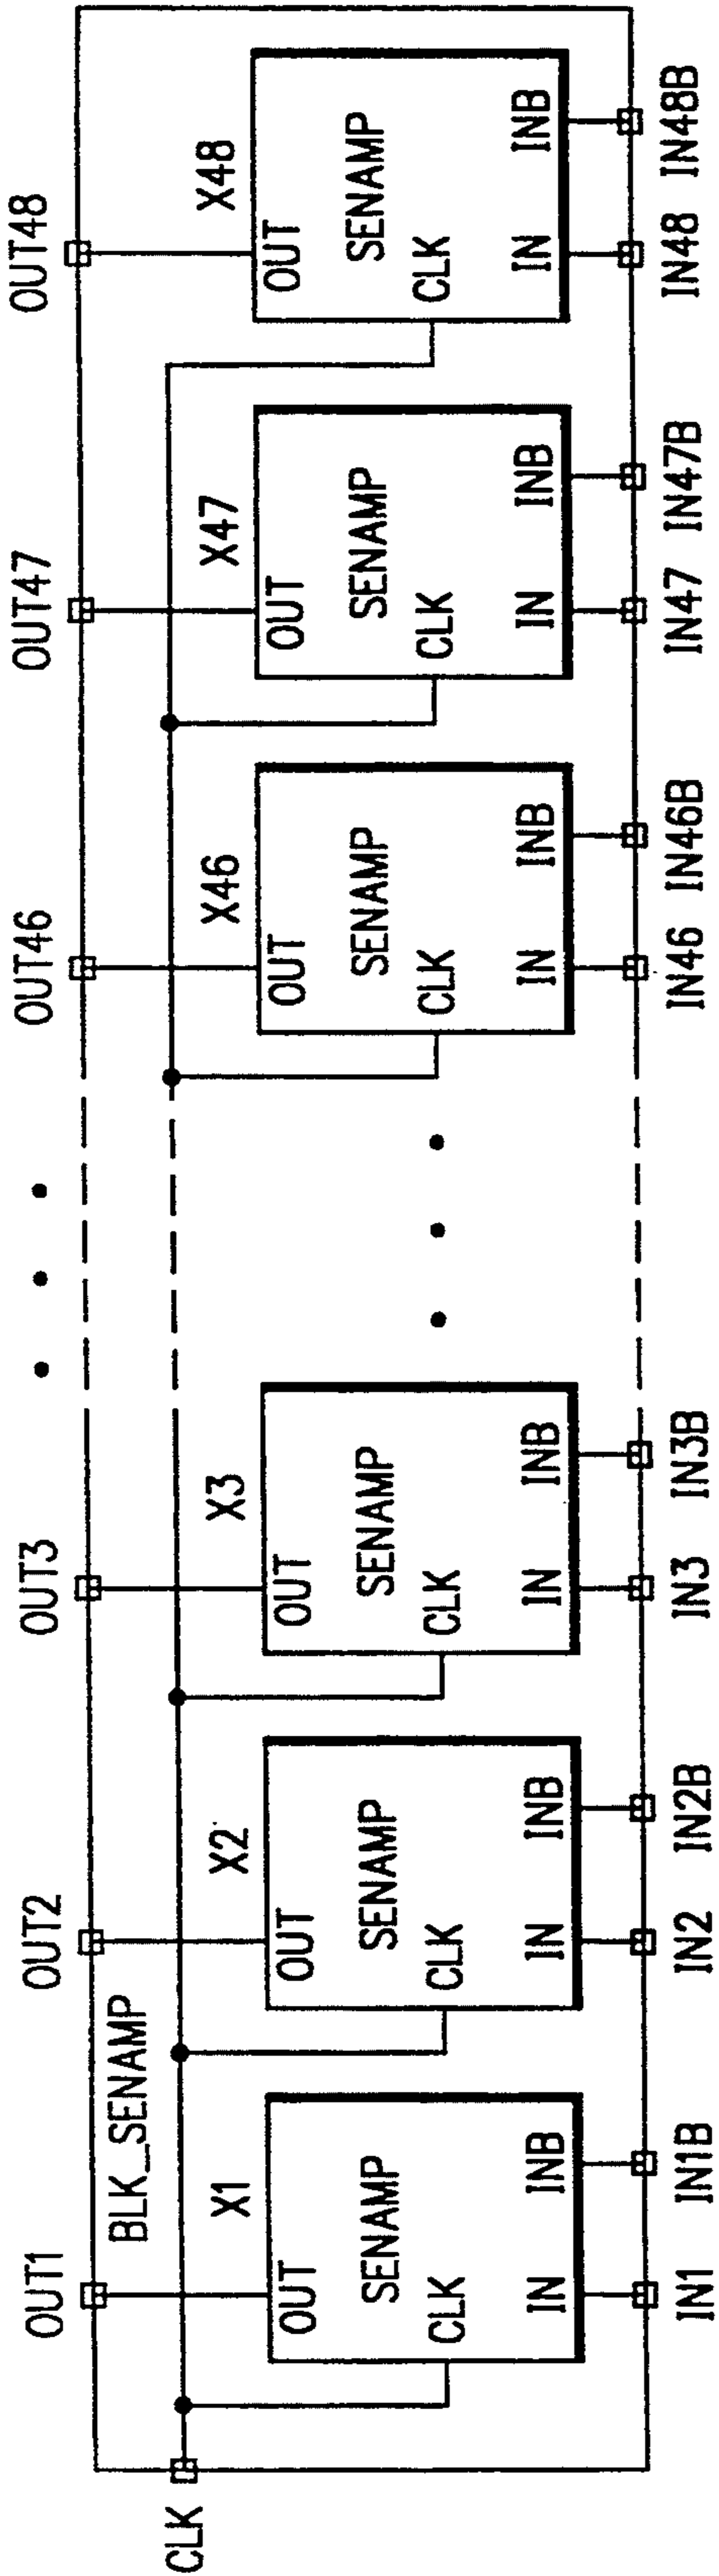 OUT1 OUT2 OUT3 OUT46 OUT47 OUT48
BLK_SENAMP
CLK
X1 X2 X3 X46 X47 X48
OUT OUT OUT OUT OUT OUT
SENAMP SENAMP SENAMP SENAMP SENAMP SENAMP
CLK CLK CLK CLK CLK CLK
IN INB IN INB IN INB IN INB IN INB IN INB
IN1 IN1B IN2 IN2B IN3 IN3B IN46 IN46B IN47 IN47B IN48 IN48B